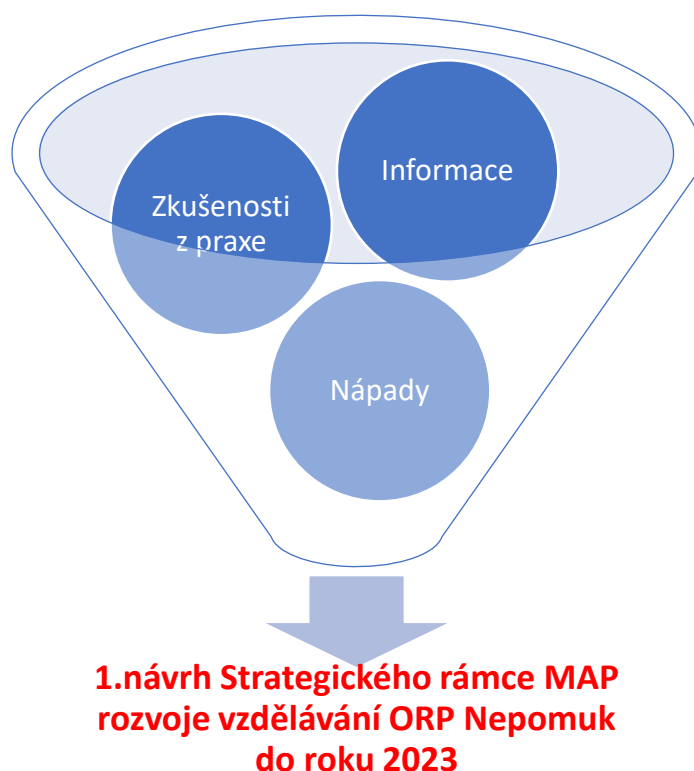 Informace
Zkušenosti
z praxe
Nápady
1.návrh Strategického rámce MAP
rozvoje vzdělávání ORP Nepomuk
do roku 2023